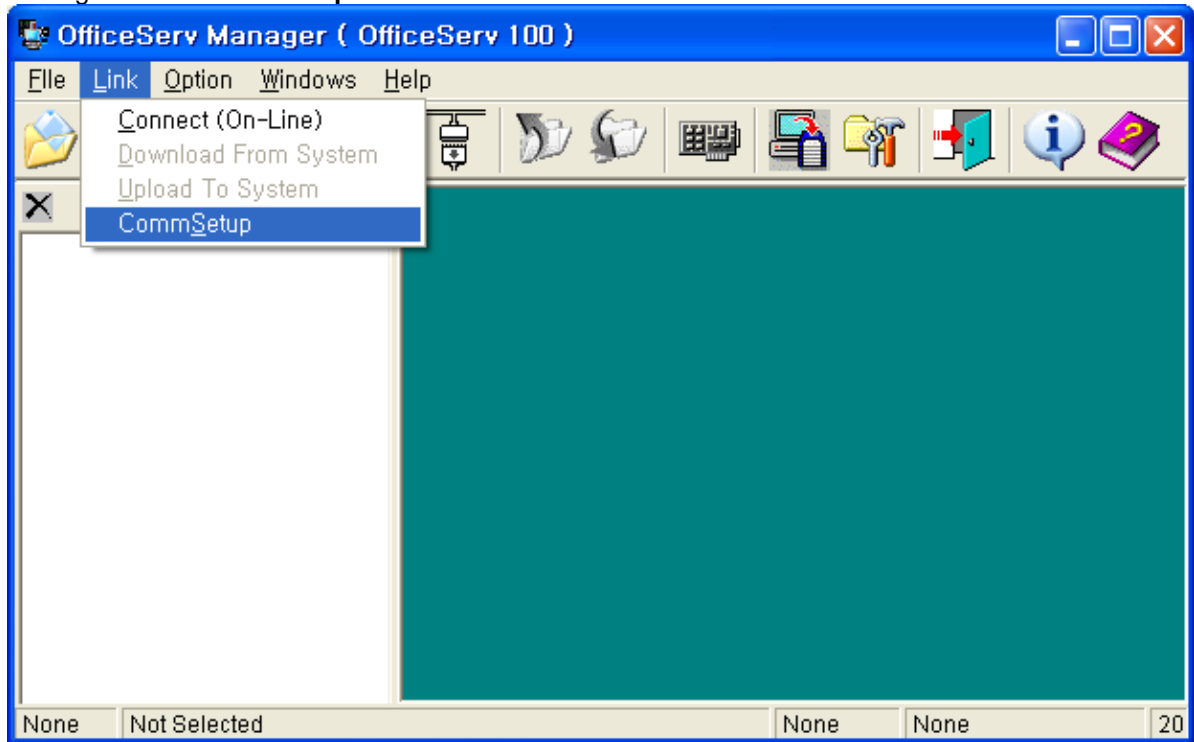 OfficeServ Manager ( OfficeServ 100 )
FIle Link Option Windows Help
Connect (On-Line)
Download From System
Upload To System
CommSetup
None Not Selected None None 20